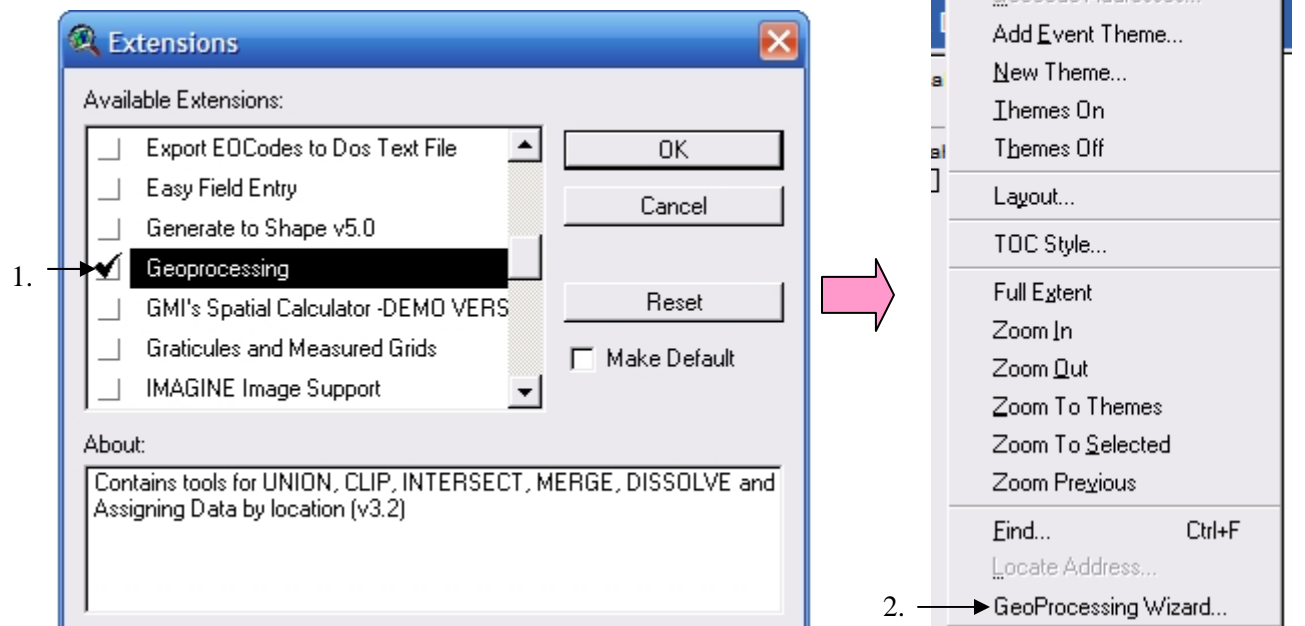 Extensions
Available Extensions:
Export EOCodes to Dos Text File
Easy Field Entry
Generate to Shape v5.0
1.
Geoprocessing
GMI's Spatial Calculator -DEMO VERS
Graticules and Measured Grids
IMAGINE Image Support
OK
Cancel
Reset
Make Default
About:
Contains tools for UNION, CLIP, INTERSECT, MERGE, DISSOLVE and
Assigning Data by location (v3.2)
Add Event Theme...
New Theme...
Themes On
Themes Off
Layout...
TOC Style...
Full Extent
Zoom In
Zoom Out
Zoom To Themes
Zoom To Selected
Zoom Previous
Find... Ctrl+F
Locate Address...
2.
GeoProcessing Wizard...